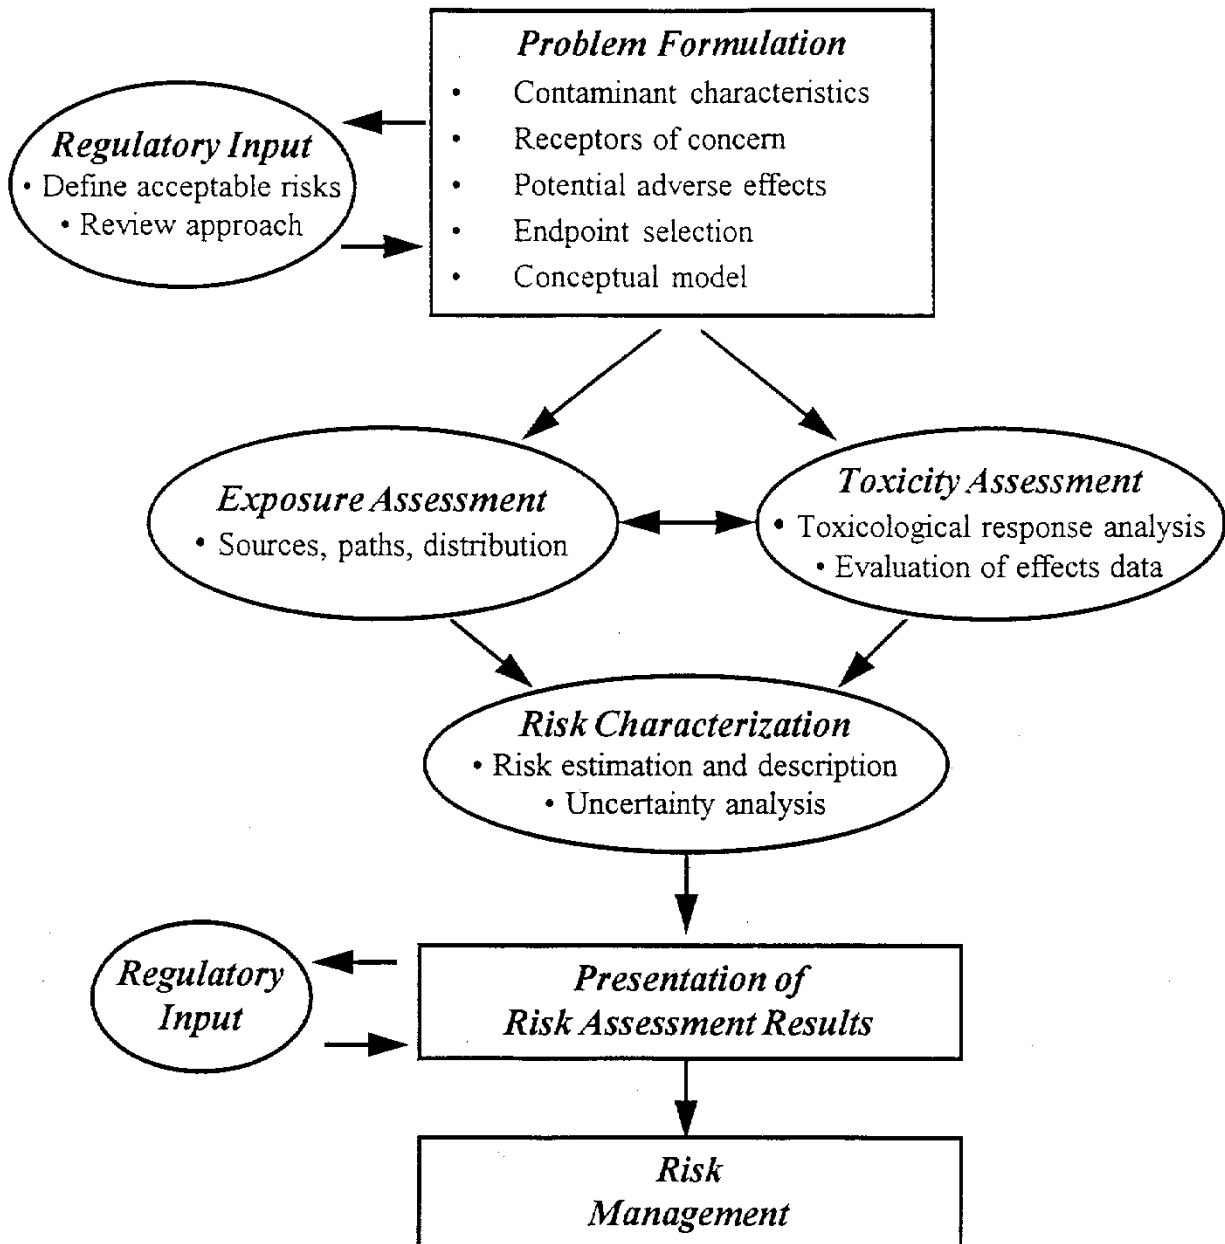 Problem Formulation
• Contaminant characteristics
• Receptors of concern
• Potential adverse effects
• Endpoint selection
• Conceptual model
Regulatory Input
• Define acceptable risks
• Review approach
Exposure Assessment
• Sources, paths, distribution
Toxicity Assessment
• Toxicological response analysis
• Evaluation of effects data
Risk Characterization
• Risk estimation and description
• Uncertainty analysis
Regulatory
Input
Presentation of
Risk Assessment Results
Risk
Management